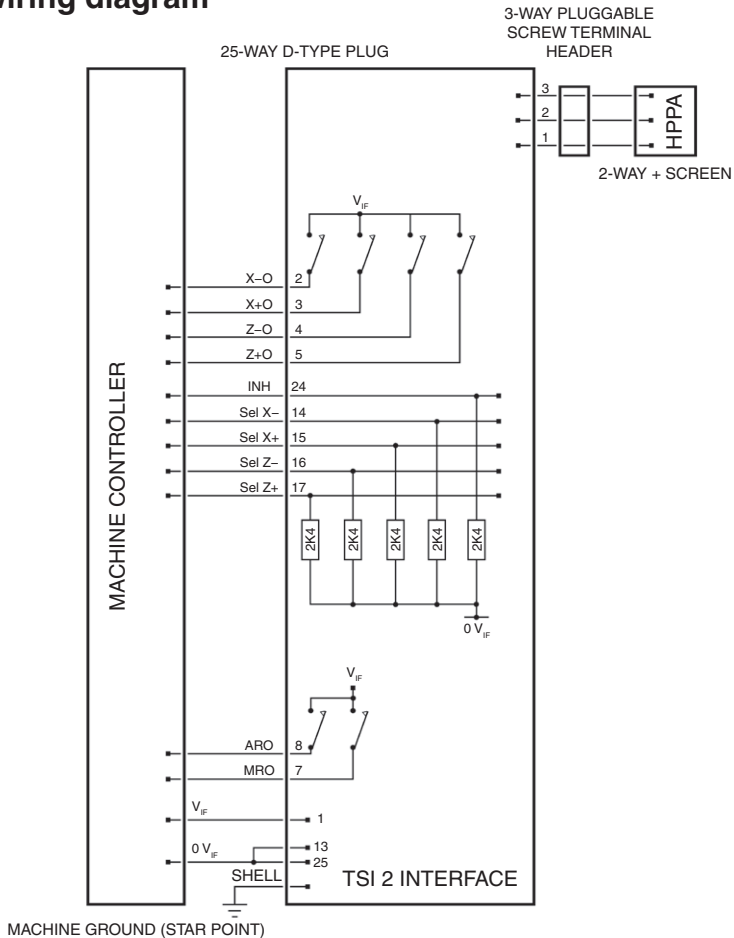 wiring diagram
3-WAY PLUGGABLE
SCREW TERMINAL
HEADER
25-WAY D-TYPE PLUG
3
2
1
HPPA
2-WAY + SCREEN
VIF
X–O 2
X+O 3
Z–O 4
Z+O 5
INH 24
Sel X– 14
Sel X+ 15
Sel Z– 16
Sel Z+ 17
MACHINE CONTROLLER
2K4 2K4 2K4 2K4 2K4
0 VIF
VIF
ARO 8
MRO 7
VIF 1
0 VIF 13
25
SHELL
TSI 2 INTERFACE
MACHINE GROUND (STAR POINT)